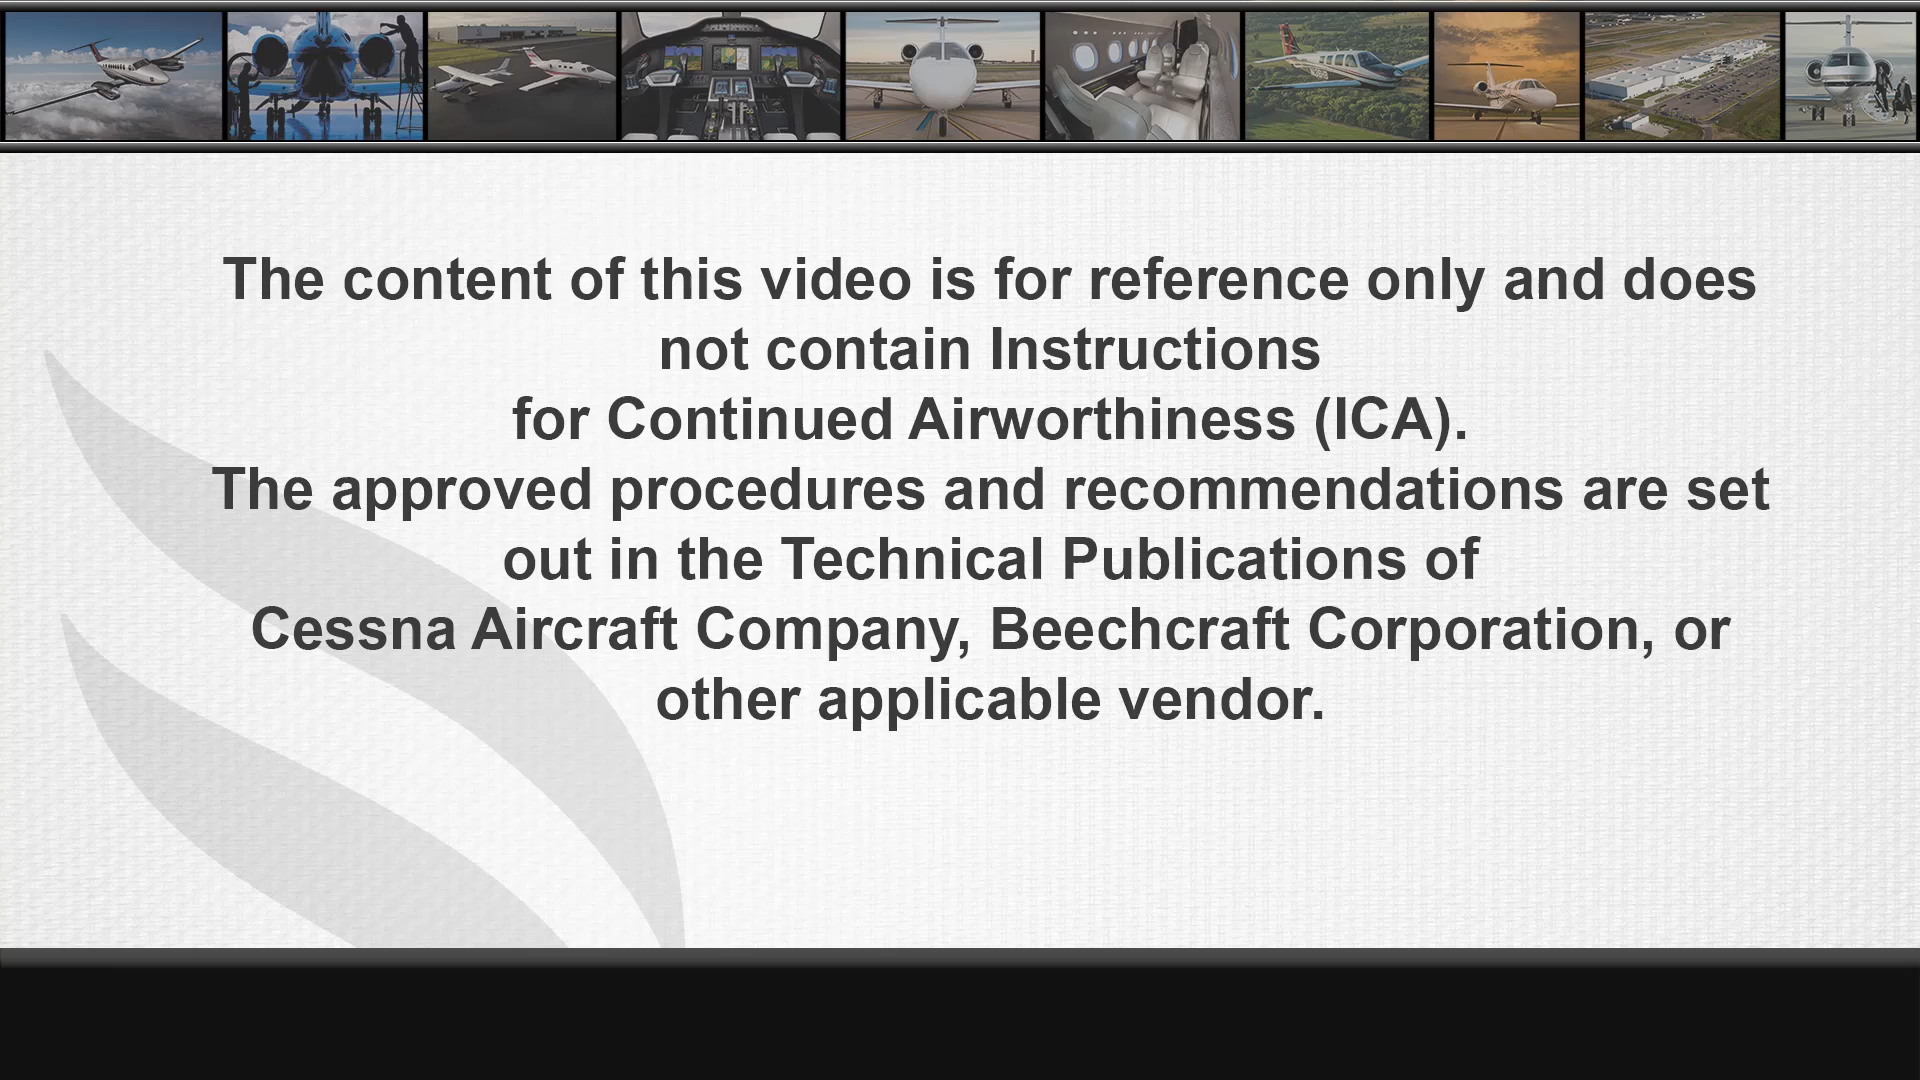 The content of this video is for reference only and does
not contain Instructions
for Continued Airworthiness (ICA).
The approved procedures and recommendations are set
out in the Technical Publications of
Cessna Aircraft Company, Beechcraft Corporation, or
other applicable vendor.